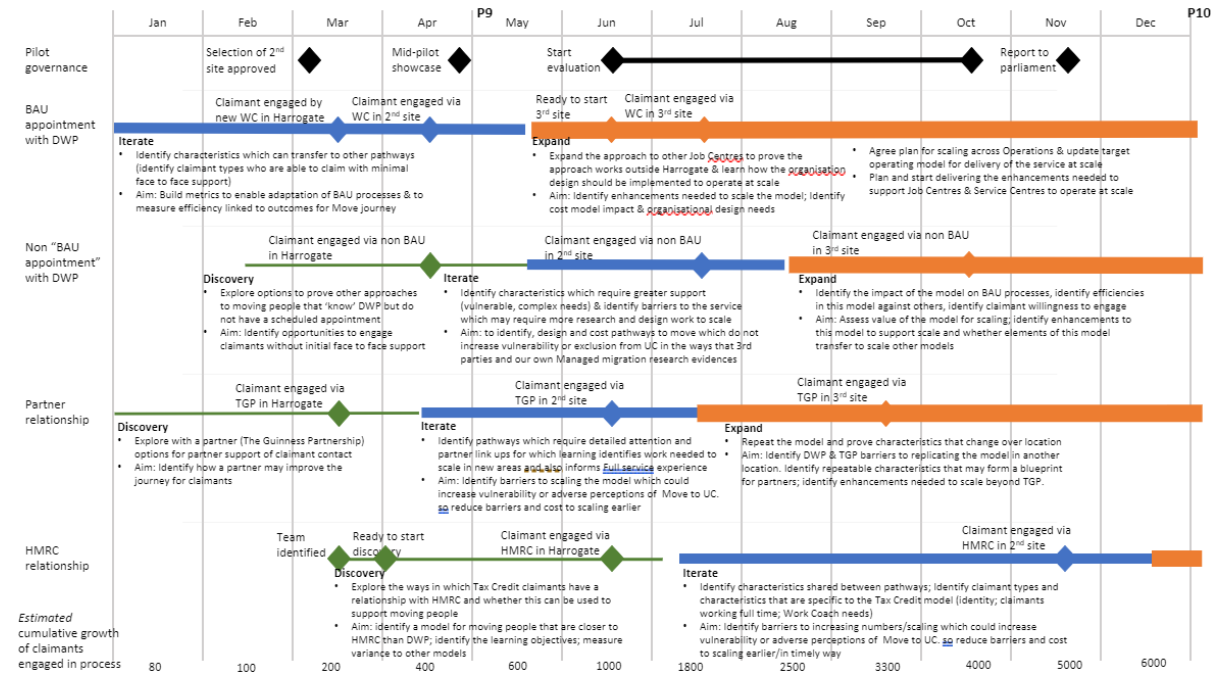 P9
P10
Jan Feb Mar Apr May Jun Jul Aug Sep Oct Nov Dec
Pilot
governance
Selection of 2nd
site approved
Mid-pilot
showcase
Start
evaluation
Report to
parliament
BAU
appointment
with DWP
Claimant engaged by
new WC in Harrogate
Claimant engaged via
WC in 2nd site
Ready to start
3rd site
Claimant engaged via
WC in 3rd site
Iterate
• Identify characteristics which can transfer to other pathways
(identify claimant types who are able to claim with minimal
face to face support)
• Aim: Build metrics to enable adaptation of BAU processes & to
measure efficiency linked to outcomes for Move journey
Expand
• Expand the approach to other Job Centres to prove the
approach works outside Harrogate & learn how the organisation
design should be implemented to operate at scale
• Aim: Identify enhancements needed to scale the model; Identify
cost model impact & organisational design needs
• Agree plan for scaling across Operations & update target
operating model for delivery of the service at scale
• Plan and start delivering the enhancements needed to
support Job Centres & Service Centres to operate at scale
Non “BAU
appointment”
with DWP
Claimant engaged via non BAU
in Harrogate
Claimant engaged via non BAU
in 2nd site
Claimant engaged via non BAU
in 3rd site
Discovery
• Explore options to prove other approaches
to moving people that ‘know’ DWP but do
not have a scheduled appointment
• Aim: Identify opportunities to engage
claimants without initial face to face support
Iterate
• Identify characteristics which require greater support
(vulnerable, complex needs) & identify barriers to the service
which may require more research and design work to scale
• Aim: to identify, design and cost pathways to move which do not
increase vulnerability or exclusion from UC in the ways that 3rd
parties and our own Managed migration research evidences
Expand
• Identify the impact of the model on BAU processes, identify efficiencies
in this model against others, identify claimant willingness to engage
• Aim: Assess value of the model for scaling; identify enhancements to
this model to support scale and whether elements of this model
transfer to scale other models
Partner
relationship
Claimant engaged via
TGP in Harrogate
Claimant engaged via
TGP in 2nd site
Claimant engaged via
TGP in 3rd site
Discovery
• Explore with a partner (The Guinness Partnership)
options for partner support of claimant contact
• Aim: Identify how a partner may improve the
journey for claimants
Iterate
• Identify pathways which require detailed attention and
partner link ups for which learning identifies work needed to
scale in new areas and also informs Full service experience
• Aim: Identify barriers to scaling the model which could
increase vulnerability or adverse perceptions of Move to UC.
so reduce barriers and cost to scaling earlier
Expand
• Repeat the model and prove characteristics that change over location
• Aim: Identify DWP & TGP barriers to replicating the model in another
location. Identify repeatable characteristics that may form a blueprint
for partners; identify enhancements needed to scale beyond TGP.
HMRC
relationship
Team
identified
Ready to start
discovery
Claimant engaged via
HMRC in Harrogate
Claimant engaged via
HMRC in 2nd site
Discovery
• Explore the ways in which Tax Credit claimants have a
relationship with HMRC and whether this can be used to
support moving people
• Aim: identify a model for moving people that are closer to
HMRC than DWP; identify the learning objectives; measure
variance to other models
Iterate
• Identify characteristics shared between pathways; Identify claimant types and
characteristics that are specific to the Tax Credit model (identity; claimants
working full time; Work Coach needs)
• Aim: Identify barriers to increasing numbers/scaling which could increase
vulnerability or adverse perceptions of Move to UC. so reduce barriers and cost
to scaling earlier/in timely way
Estimated
cumulative growth
of claimants
engaged in process
80 100 200 400 600 1000 1800 2500 3300 4000 5000 6000